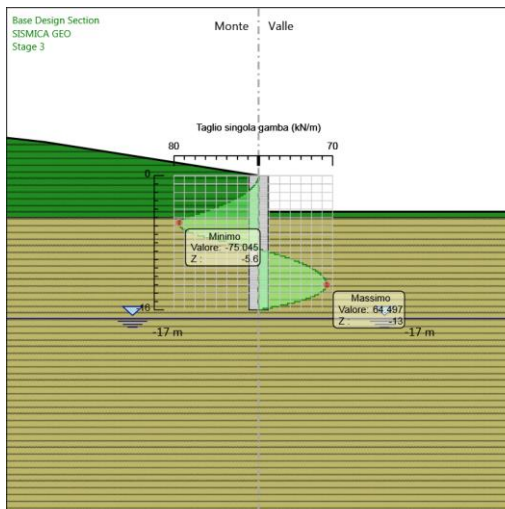 Base Design Section
SISMICA GEO
Stage 3
Monte Valle
Taglio singola gamba (kN/m)
80 70
0
Minimo
Valore: -75.045
Z : -5.6
Massimo
Valore: 64.497
Z : -13
-17 m -17 m